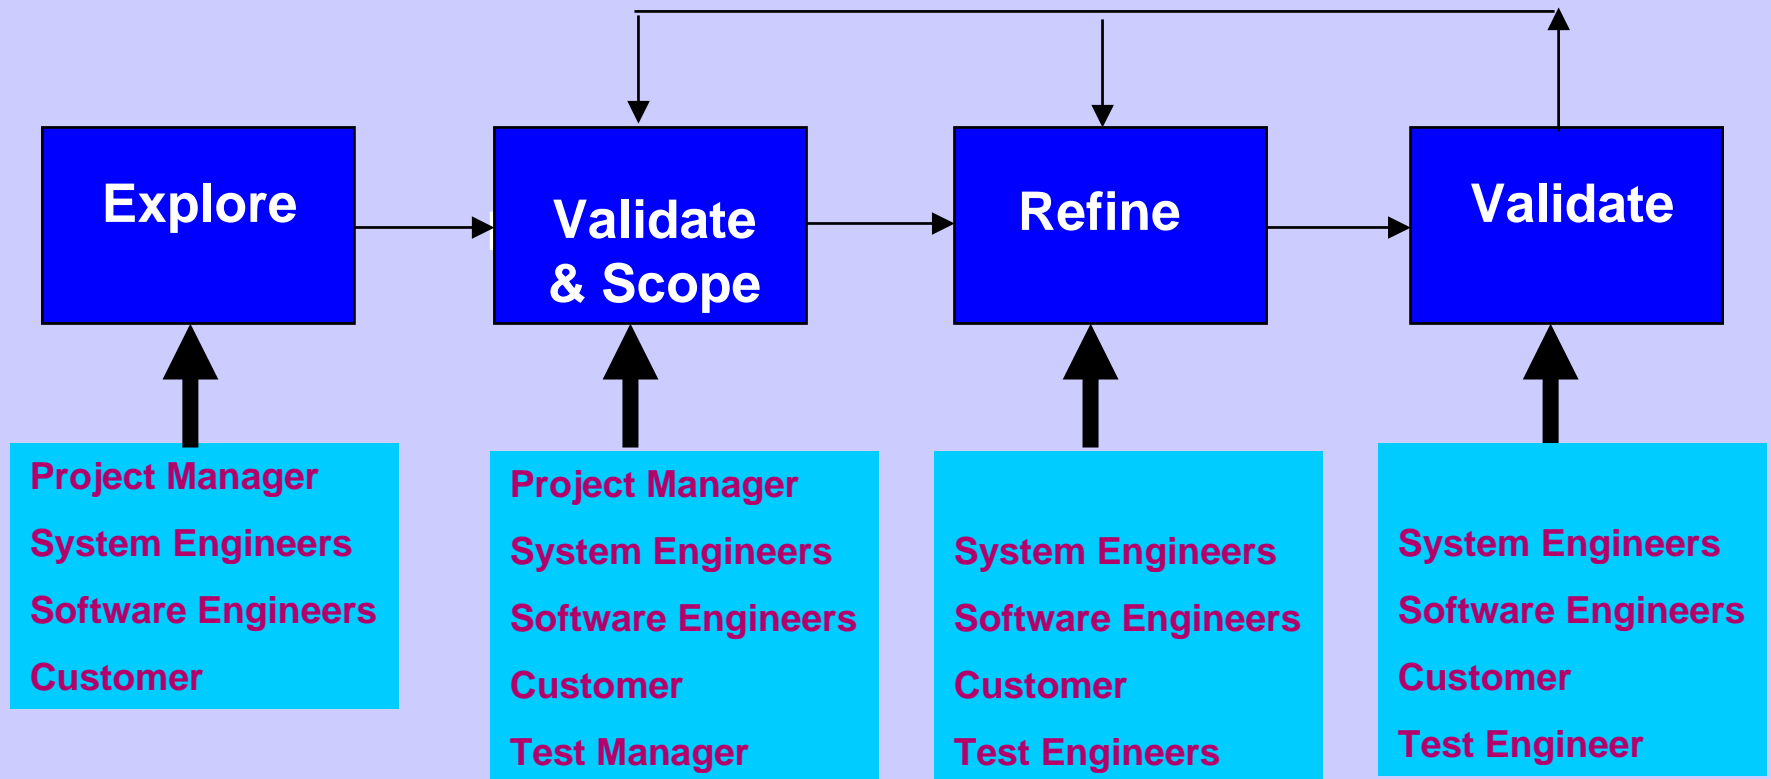 Explore
Validate
& Scope
Refine
Validate
Project Manager
System Engineers
Software Engineers
Customer
Project Manager
System Engineers
Software Engineers
Customer
Test Manager
System Engineers
Software Engineers
Customer
Test Engineers
System Engineers
Software Engineers
Customer
Test Engineer